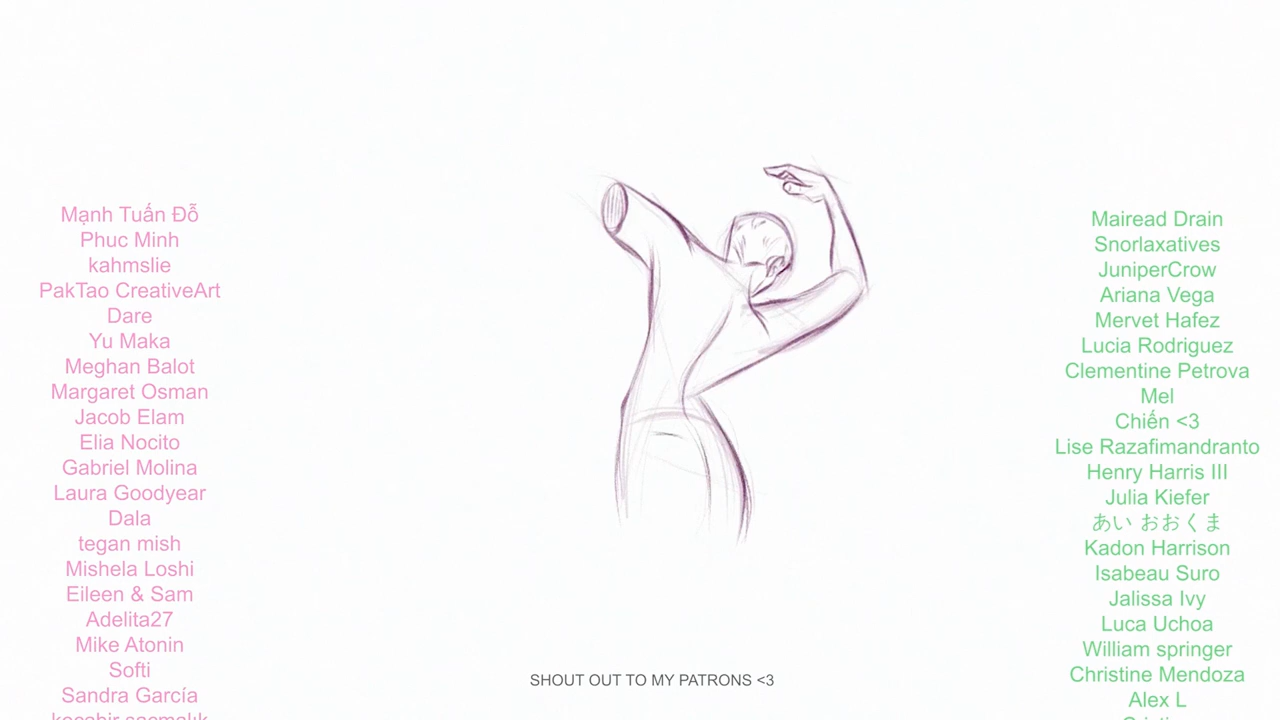 Mạnh Tuấn Đỗ
Phuc Minh
kahmslie
PakTao CreativeArt
Dare
Yu Maka
Meghan Balot
Margaret Osman
Jacob Elam
Elia Nocito
Gabriel Molina
Laura Goodyear
Dala
tegan mish
Mishela Loshi
Eileen & Sam
Adelita27
Mike Atonin
Softi
Sandra García
SHOUT OUT TO MY PATRONS <3
Mairead Drain
Snorlaxatives
JuniperCrow
Ariana Vega
Mervet Hafez
Lucia Rodriguez
Clementine Petrova
Mel
Chiến <3
Lise Razafimandranto
Henry Harris III
Julia Kiefer
あい おおくま
Kadon Harrison
Isabeau Suro
Jalissa Ivy
Luca Uchoa
William springer
Christine Mendoza
Alex L